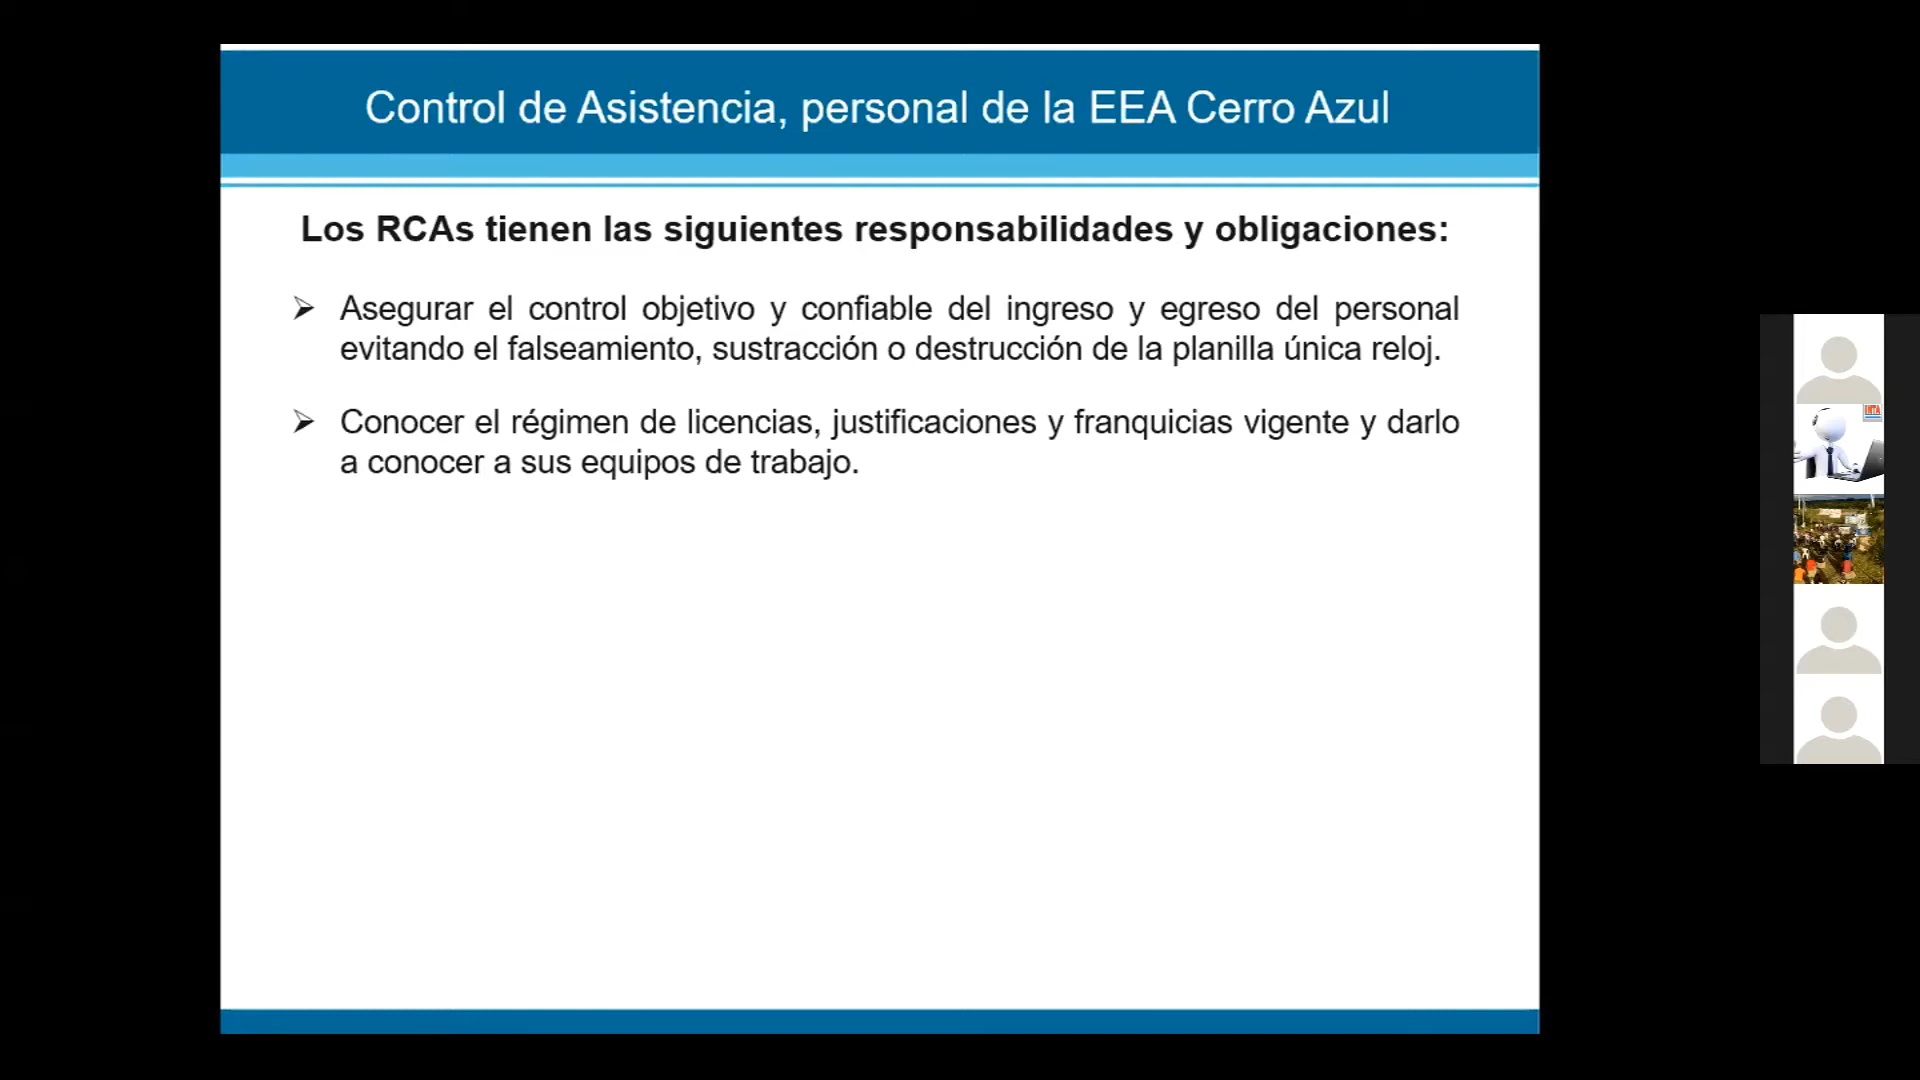 Control de Asistencia, personal de la EEA Cerro Azul
Los RCAs tienen las siguientes responsabilidades y obligaciones:
➢ Asegurar el control objetivo y confiable del ingreso y egreso del personal
evitando el falseamiento, sustracción o destrucción de la planilla única reloj.
➢ Conocer el régimen de licencias, justificaciones y franquicias vigente y darlo
a conocer a sus equipos de trabajo.